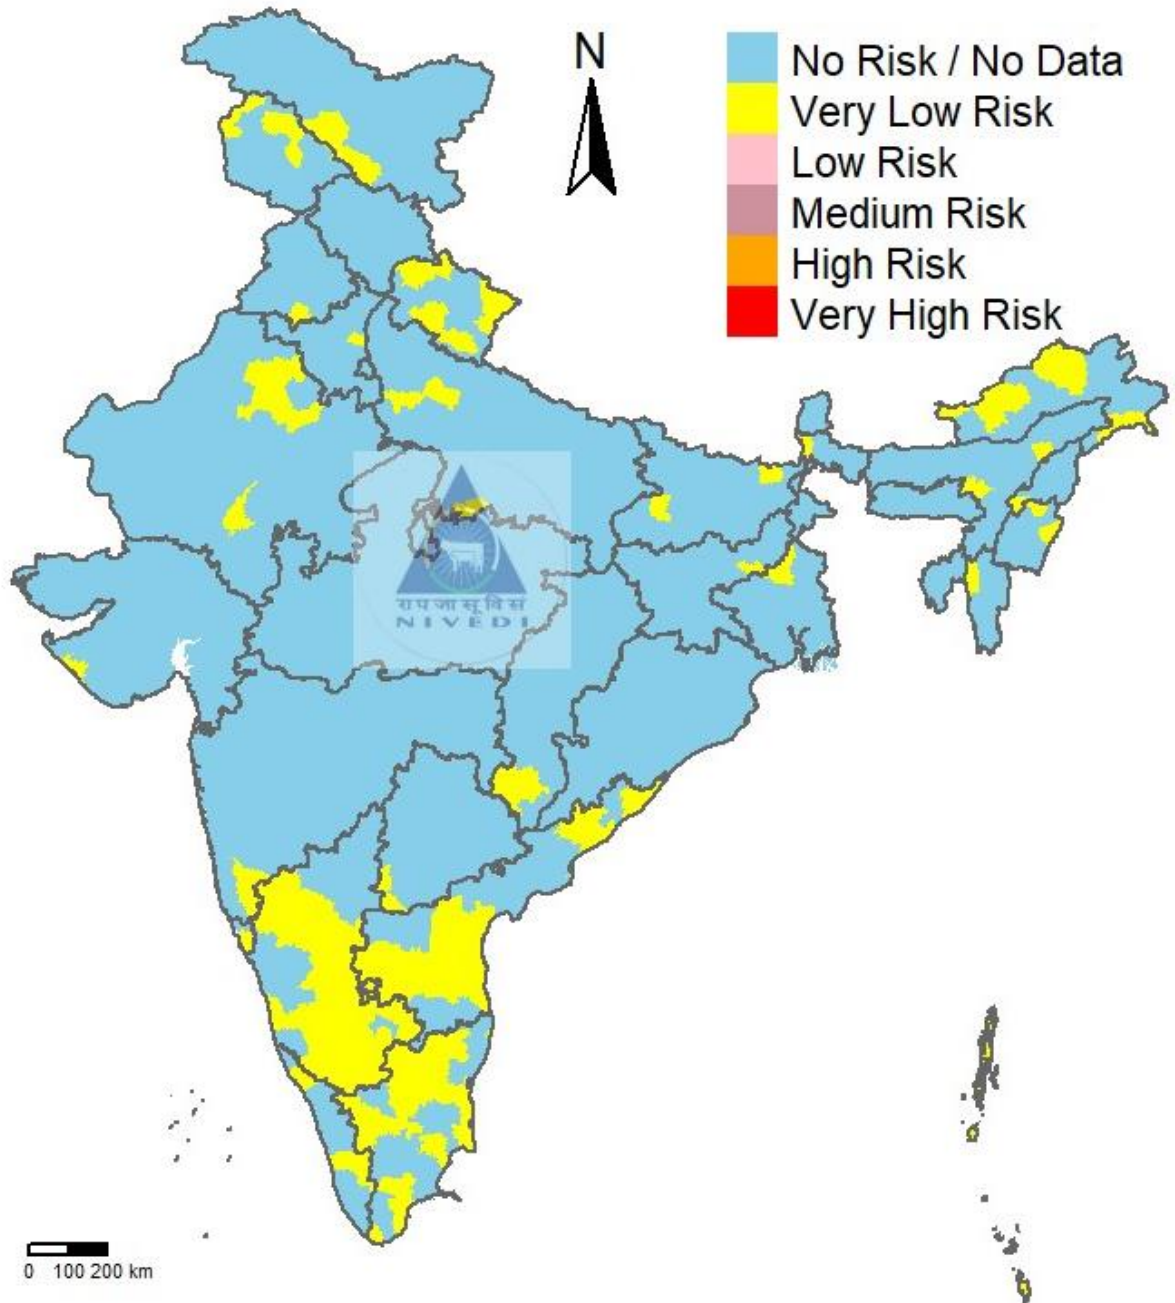 N
No Risk / No Data
Very Low Risk
Low Risk
Medium Risk
High Risk
Very High Risk
रापजासूविसं
NIVEDI
0 100 200 km